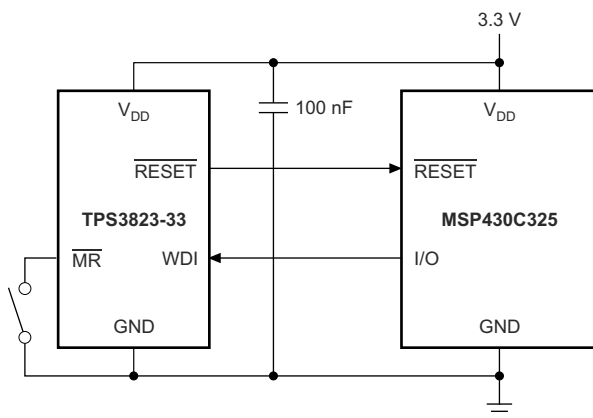 3.3 V
V_DD
V_DD
100 nF
RESET
RESET
TPS3823-33
MSP430C325
MR
WDI
I/O
GND
GND